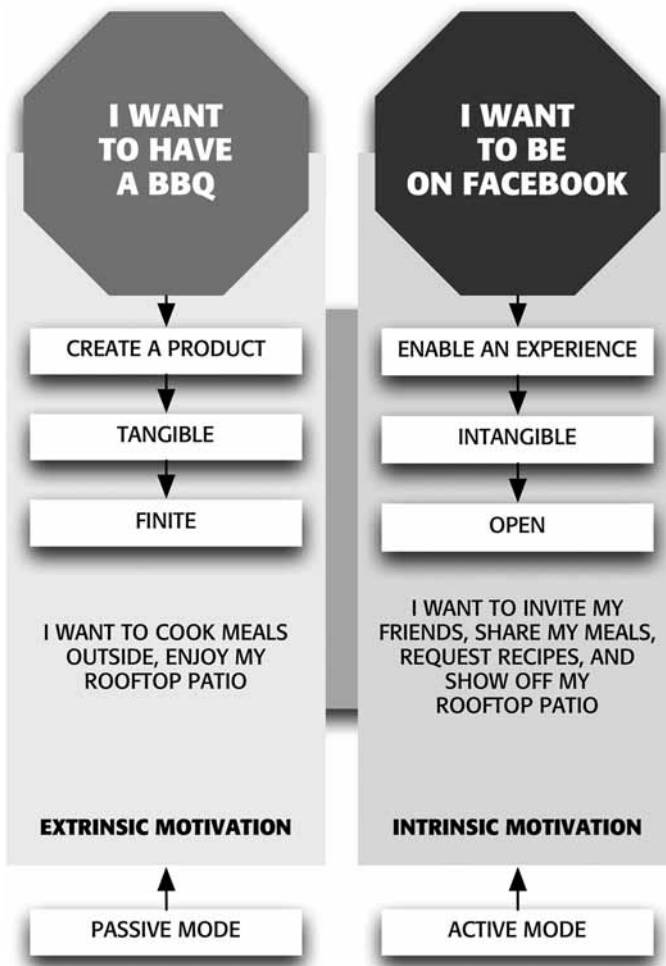 I WANT
TO HAVE
A BBQ
CREATE A PRODUCT
TANGIBLE
FINITE
I WANT TO COOK MEALS
OUTSIDE, ENJOY MY
ROOFTOP PATIO
EXTRINSIC MOTIVATION
PASSIVE MODE
I WANT
TO BE
ON FACEBOOK
ENABLE AN EXPERIENCE
INTANGIBLE
OPEN
I WANT TO INVITE MY
FRIENDS, SHARE MY MEALS,
REQUEST RECIPES, AND
SHOW OFF MY
ROOFTOP PATIO
INTRINSIC MOTIVATION
ACTIVE MODE